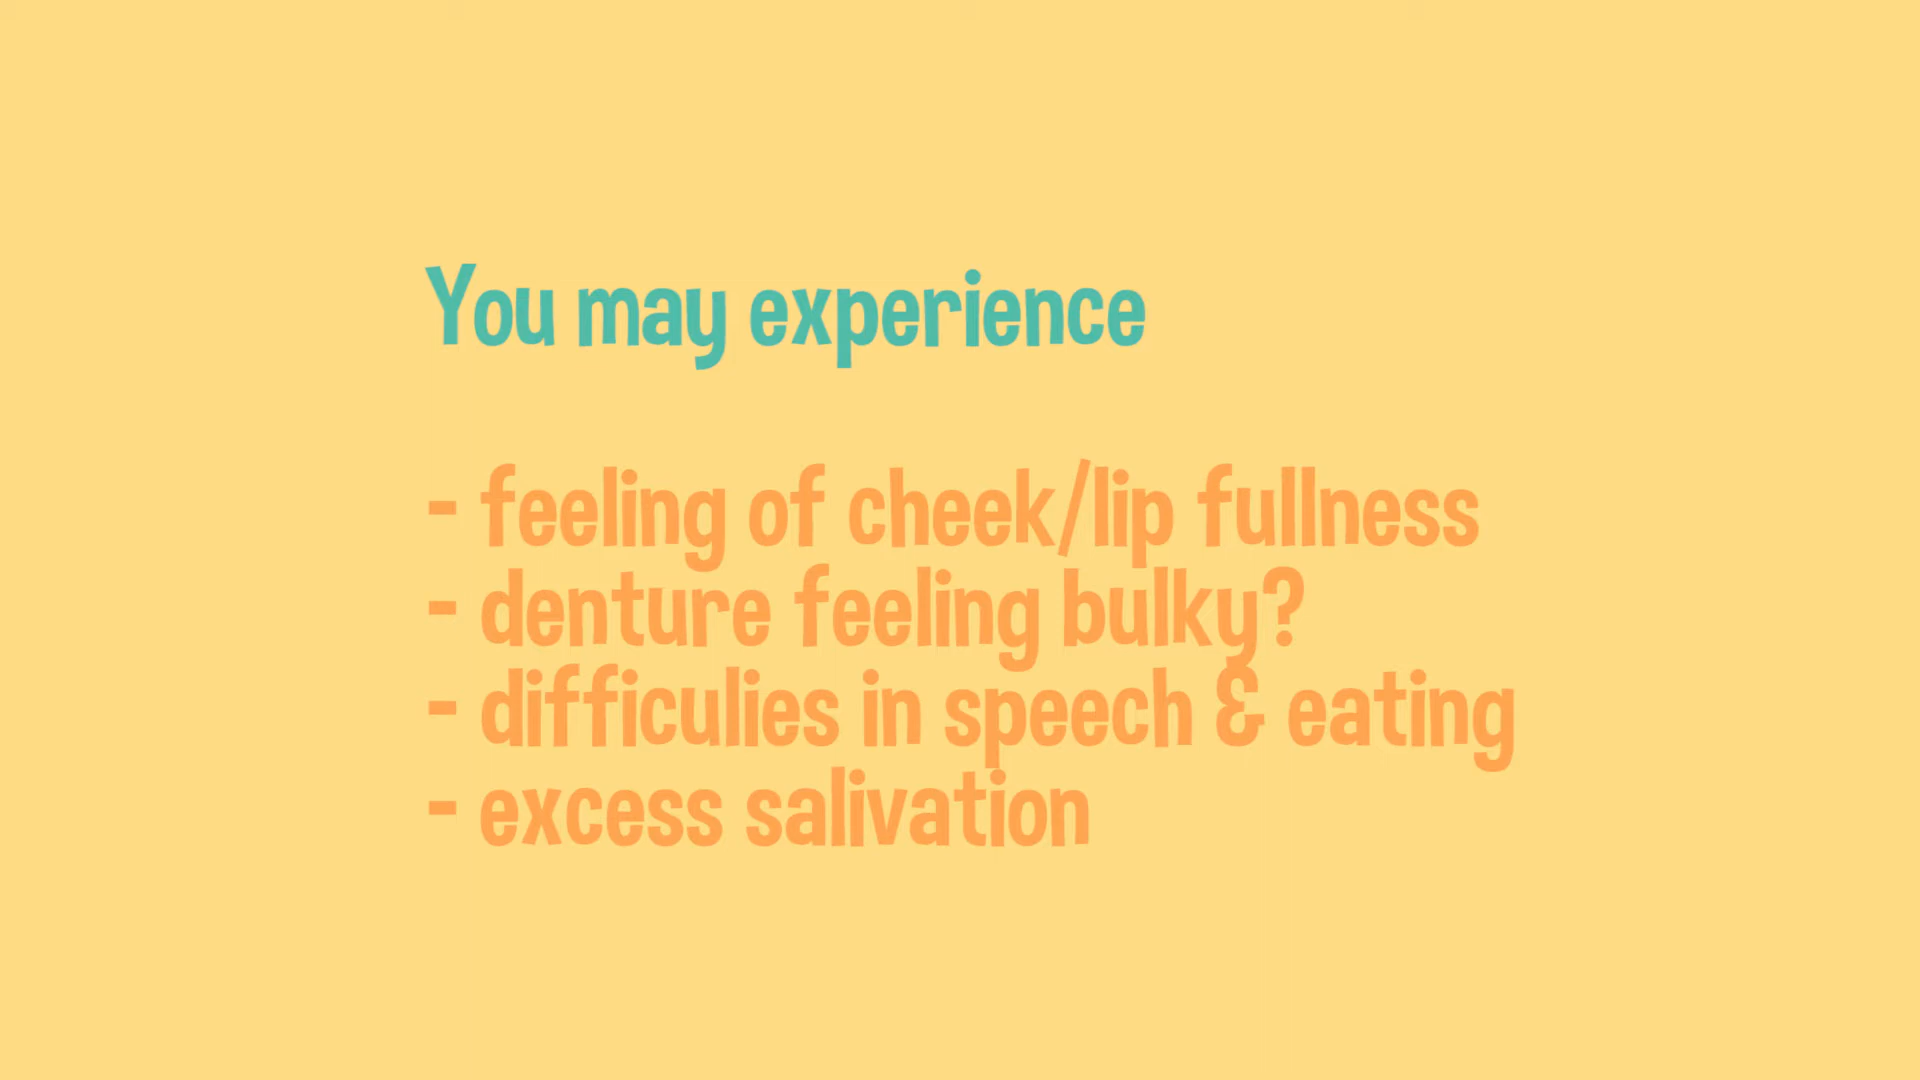 You may experience
- feeling of cheek/lip fullness
- denture feeling bulky?
- difficulies in speech & eating
- excess salivation